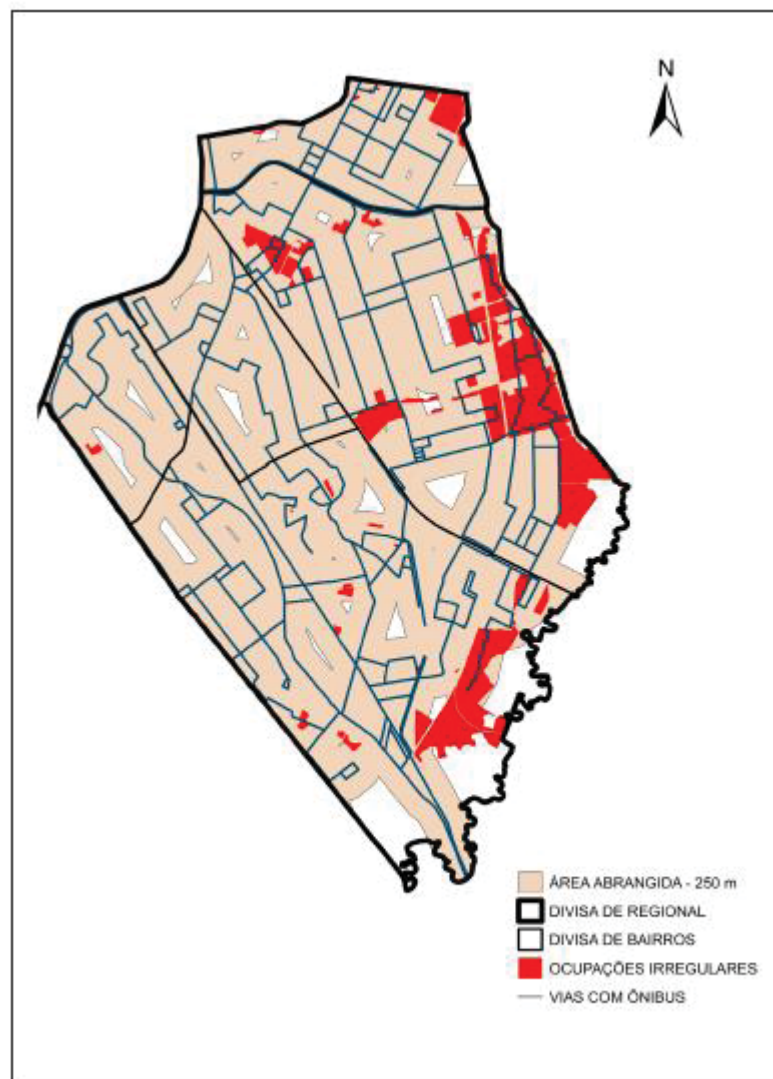 N
ÁREA ABRANGIDA - 250 m
DIVISA DE REGIONAL
DIVISA DE BAIRROS
OCUPAÇÕES IRREGULARES
VIAS COM ÔNIBUS